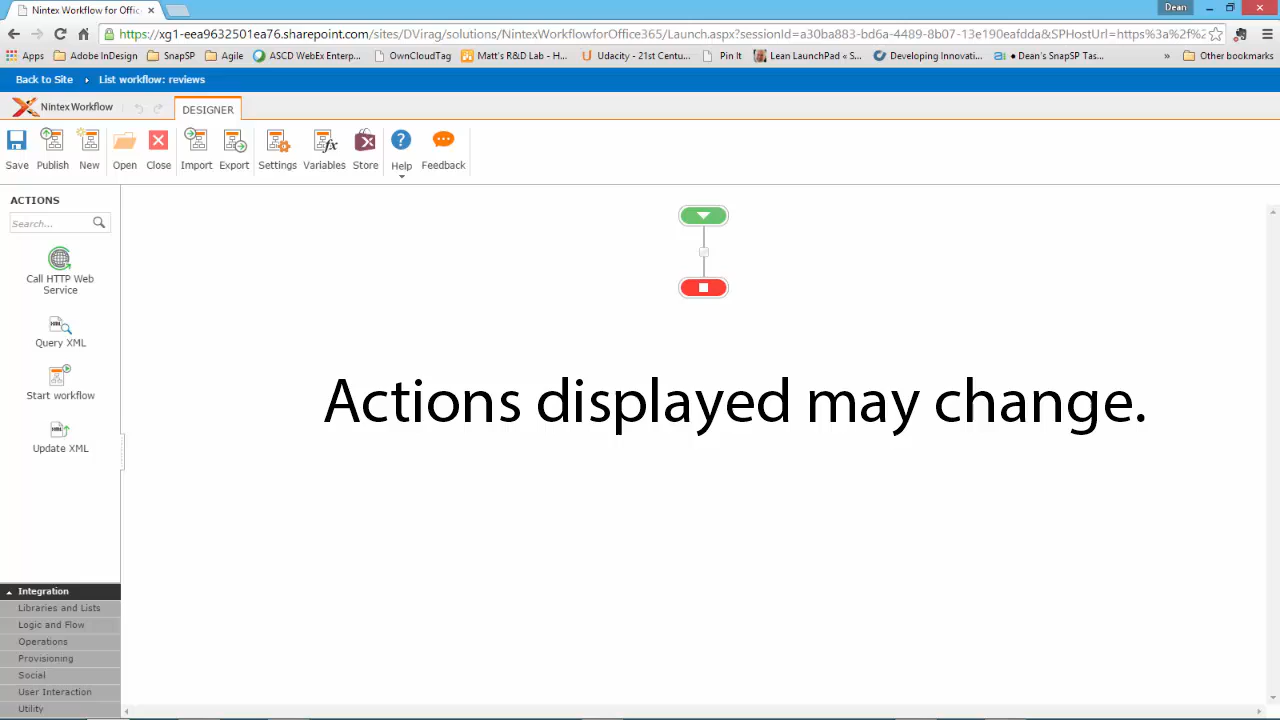 Nintex Workflow for Offic
Dean
https://xg1-eea9632501ea76.sharepoint.com/sites/DVirag/solutions/NintexWorkflowforOffice365/Launch.aspx?sessionId=a30ba883-bd6a-4489-8b07-13e190eafdda&SPHostUrl=https%3a%2f%2
Apps Adobe InDesign SnapSP Agile ASCD WebEx Enterp... OwnCloudTag Matt's R&D Lab - H... Udacity - 21st Centu... Pin It Lean LaunchPad « S... Developing Innovati... • Dean's SnapSP Tas... » Other bookmarks
Back to Site List workflow: reviews
Nintex Workflow DESIGNER
Save Publish New Open Close Import Export Settings Variables Store Help Feedback
ACTIONS
Search...
Call HTTP Web
Service
Query XML
Start workflow
Update XML
Actions displayed may change.
Integration
Libraries and Lists
Logic and Flow
Operations
Provisioning
Social
User Interaction
Utility